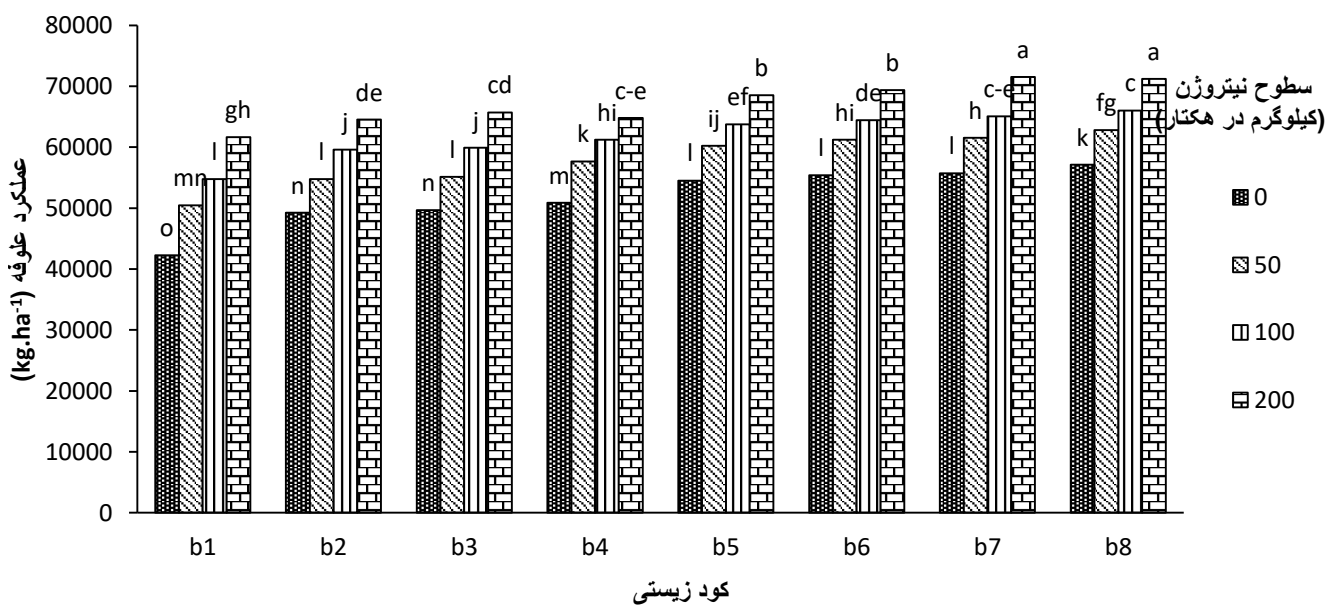 عملکرد علوفه
(kg.ha⁻¹)
80000
70000
60000
50000
40000
30000
20000
10000
0
o mn l gh
n l j de
n l j cd
m k hi c-e
l ij ef b
l hi de b
l h c-e a
k fg c a
b1 b2 b3 b4 b5 b6 b7 b8
کود زیستی
سطوح نیتروژن
(کیلوگرم در هکتار)
0
50
100
200